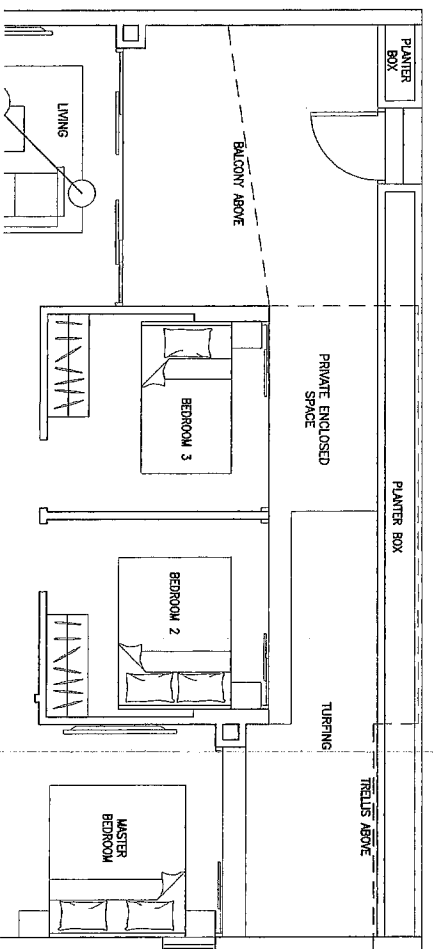 PLANTER
BOX
LIVING
BALCONY ABOVE
PRIVATE ENCLOSED
SPACE
BEDROOM 3
PLANTER BOX
BEDROOM 2
TURFING
TRELLIS ABOVE
MASTER
BEDROOM